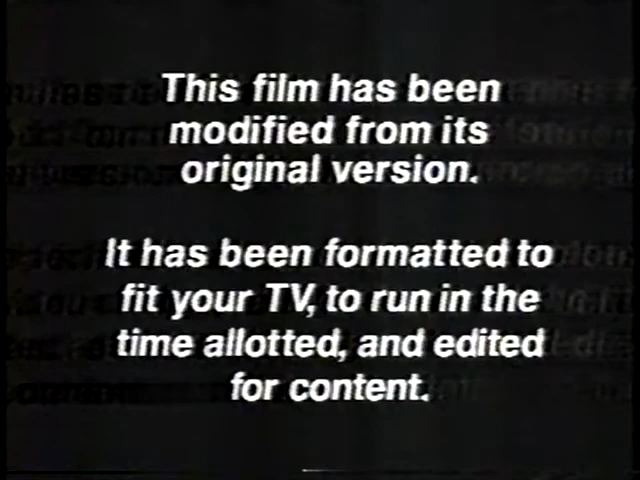 This film has been
modified from its
original version.
It has been formatted to
fit your TV, to run in the
time allotted, and edited
for content.